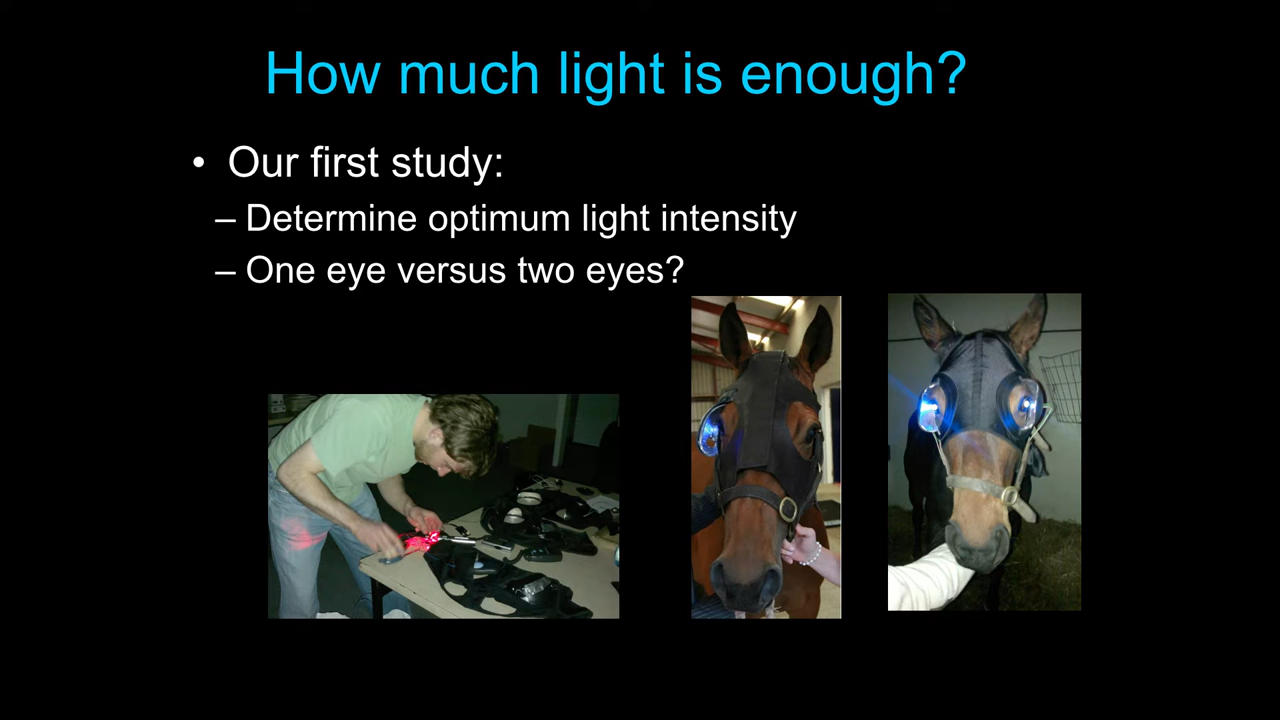 How much light is enough?
• Our first study:
– Determine optimum light intensity
– One eye versus two eyes?